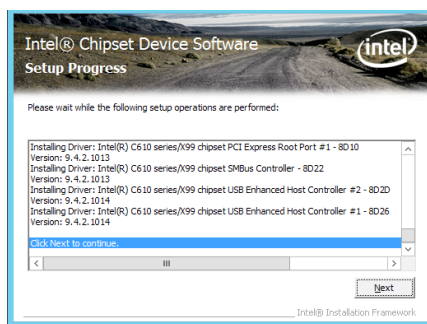 Intel® Chipset Device Software
Setup Progress
intel
Please wait while the following setup operations are performed:
Installing Driver: Intel(R) C610 series/X99 chipset PCI Express Root Port #1 - 8D10
Version: 9.4.2.1013
Installing Driver: Intel(R) C610 series/X99 chipset SMBus Controller - 8D22
Version: 9.4.2.1013
Installing Driver: Intel(R) C610 series/X99 chipset USB Enhanced Host Controller #2 - 8D2D
Version: 9.4.2.1014
Installing Driver: Intel(R) C610 series/X99 chipset USB Enhanced Host Controller #1 - 8D26
Version: 9.4.2.1014
Click Next to continue.
Next
Intel® Installation Framework